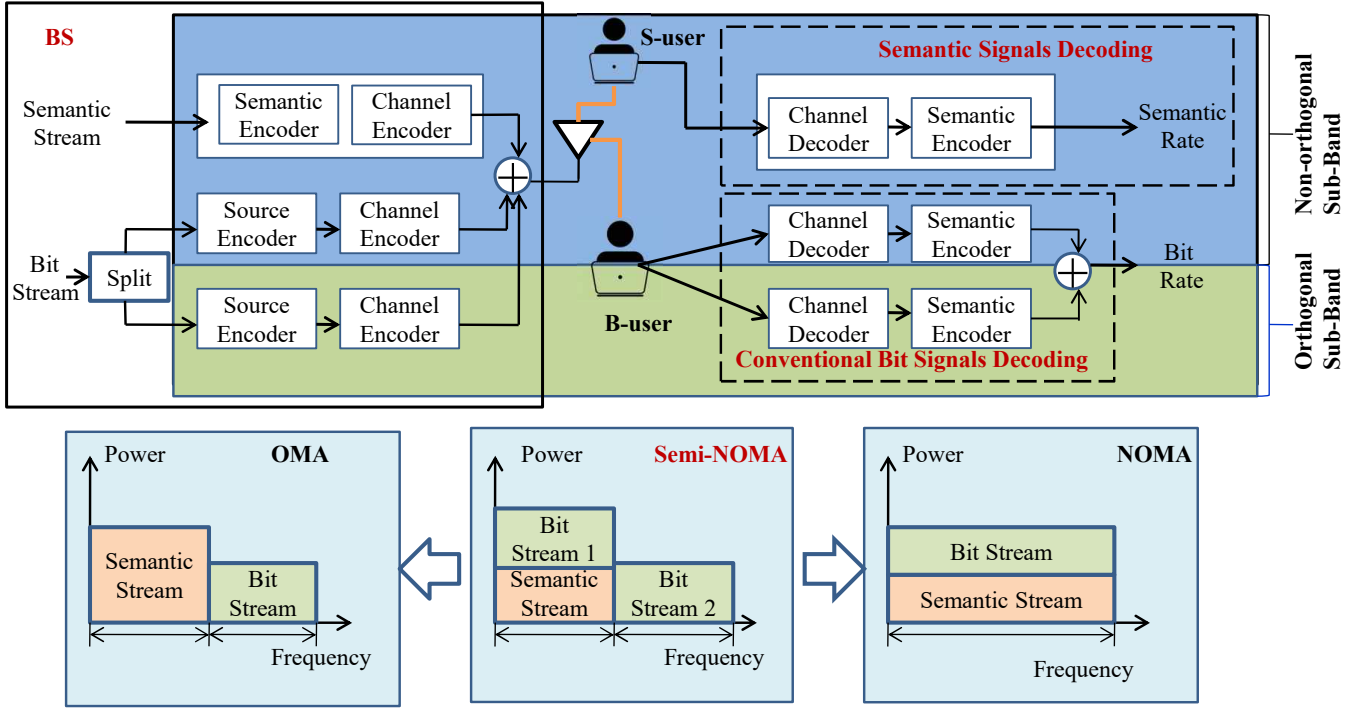 BS
S-user
Semantic Signals Decoding
Semantic
Stream
Semantic
Encoder
Channel
Encoder
Channel
Decoder
Semantic
Encoder
Semantic
Rate
Non-orthogonal
Sub-Band
Bit
Stream
Split
Source
Encoder
Channel
Encoder
Channel
Decoder
Semantic
Encoder
Bit
Rate
Source
Encoder
Channel
Encoder
B-user
Channel
Decoder
Semantic
Encoder
Conventional Bit Signals Decoding
Orthogonal
Sub-Band
Power
OMA
Semantic
Stream
Bit
Stream
Frequency
Power
Semi-NOMA
Bit
Stream 1
Semantic
Stream
Bit
Stream 2
Frequency
Power
NOMA
Bit Stream
Semantic Stream
Frequency